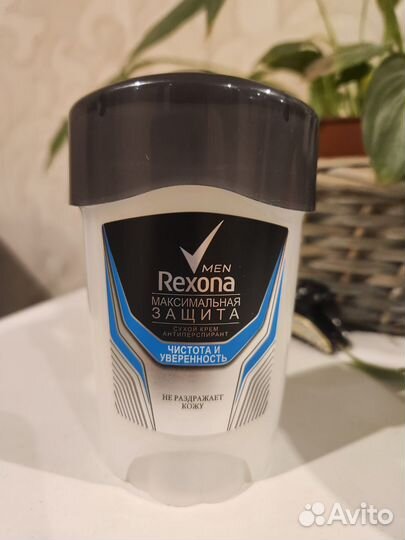 MEN
Rexona
МАКСИМАЛЬНАЯ
ЗАЩИТА
СУХОЙ КРЕМ
АНТИПЕРСПИРАНТ
ЧИСТОТА И
УВЕРЕННОСТЬ
НЕ РАЗДРАЖАЕТ
КОЖУ
Avito